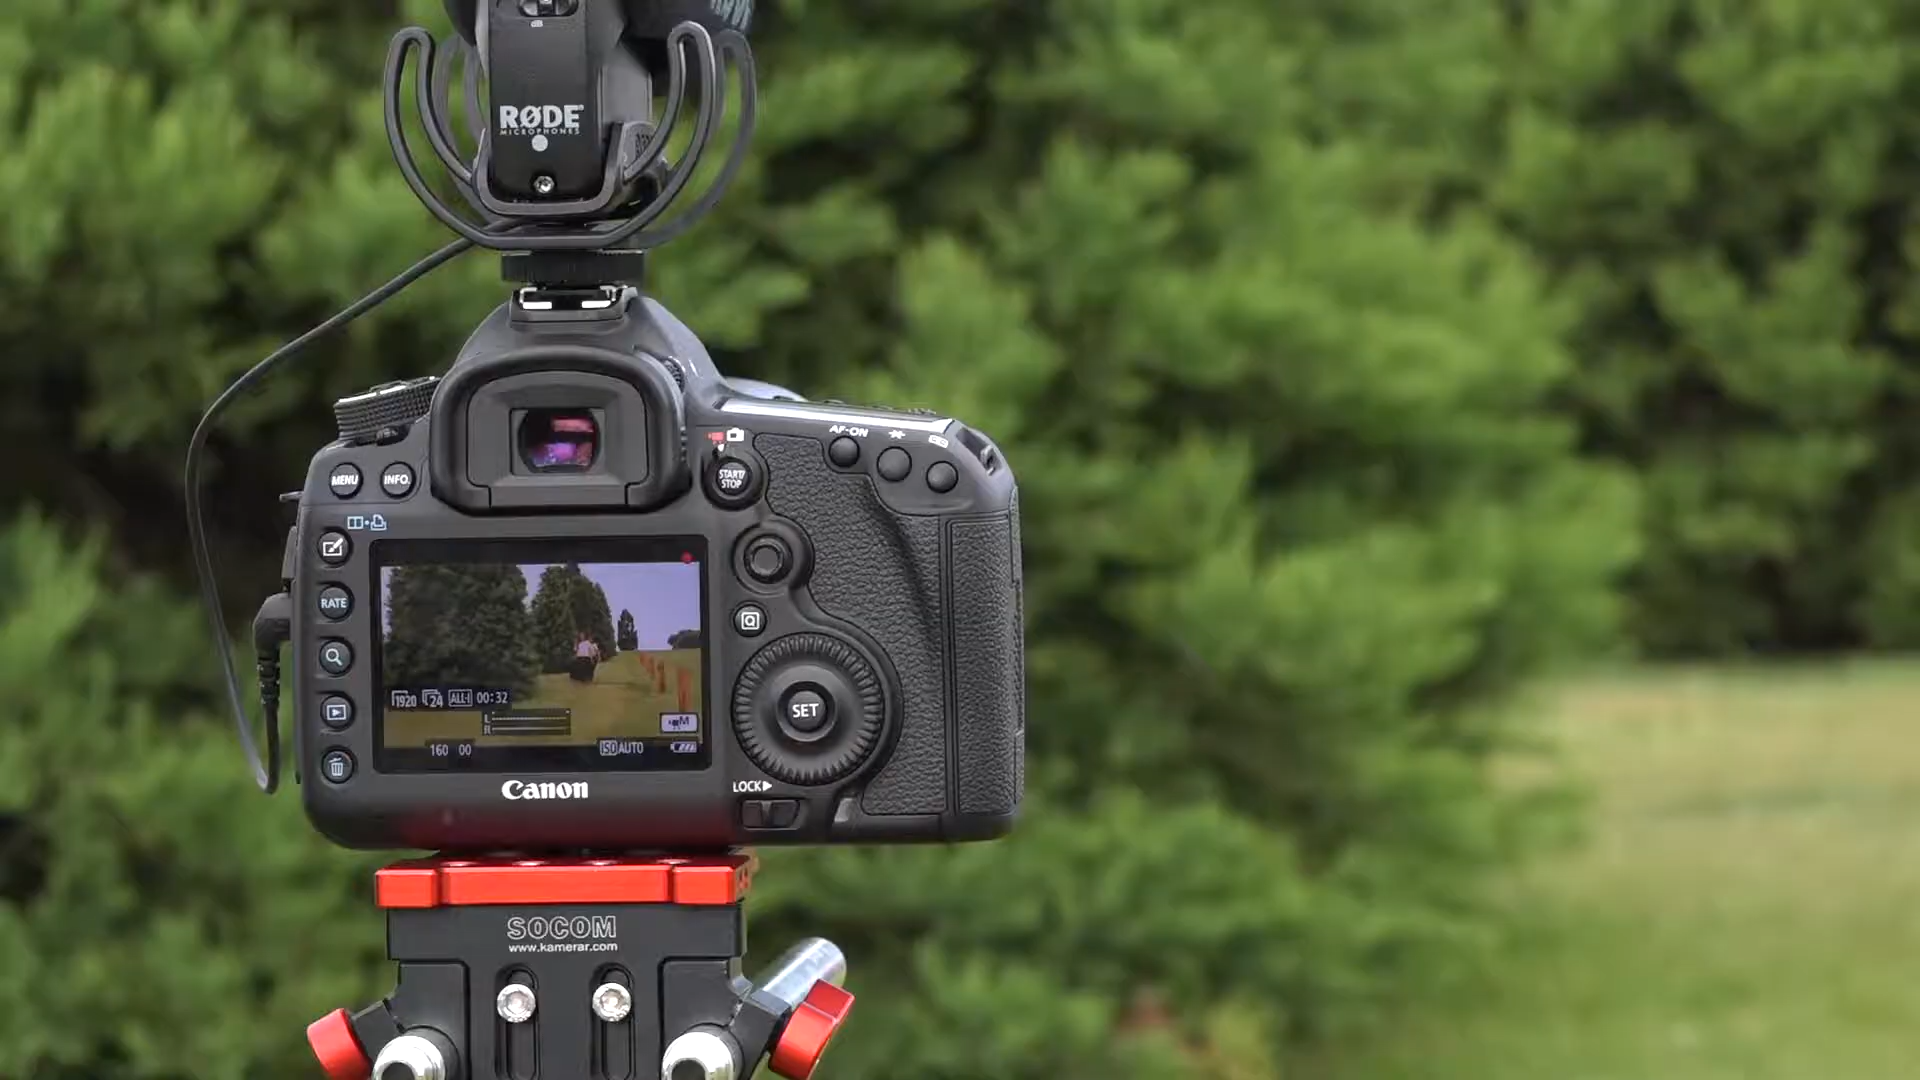 dB
RØDE
MICROPHONES
AF-ON
MENU
INFO.
START/
STOP
RATE
Q
1920 24 ALL-I 00:32
L
R
M
160 00
ISO AUTO
SET
Canon
LOCK▶
SOCOM
www.kamerar.com